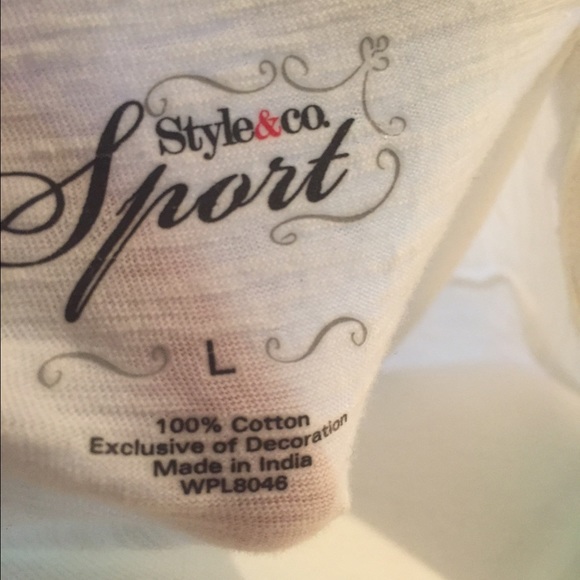 Style&co.
Sport
L
100% Cotton
Exclusive of Decoration
Made in India
WPL8046